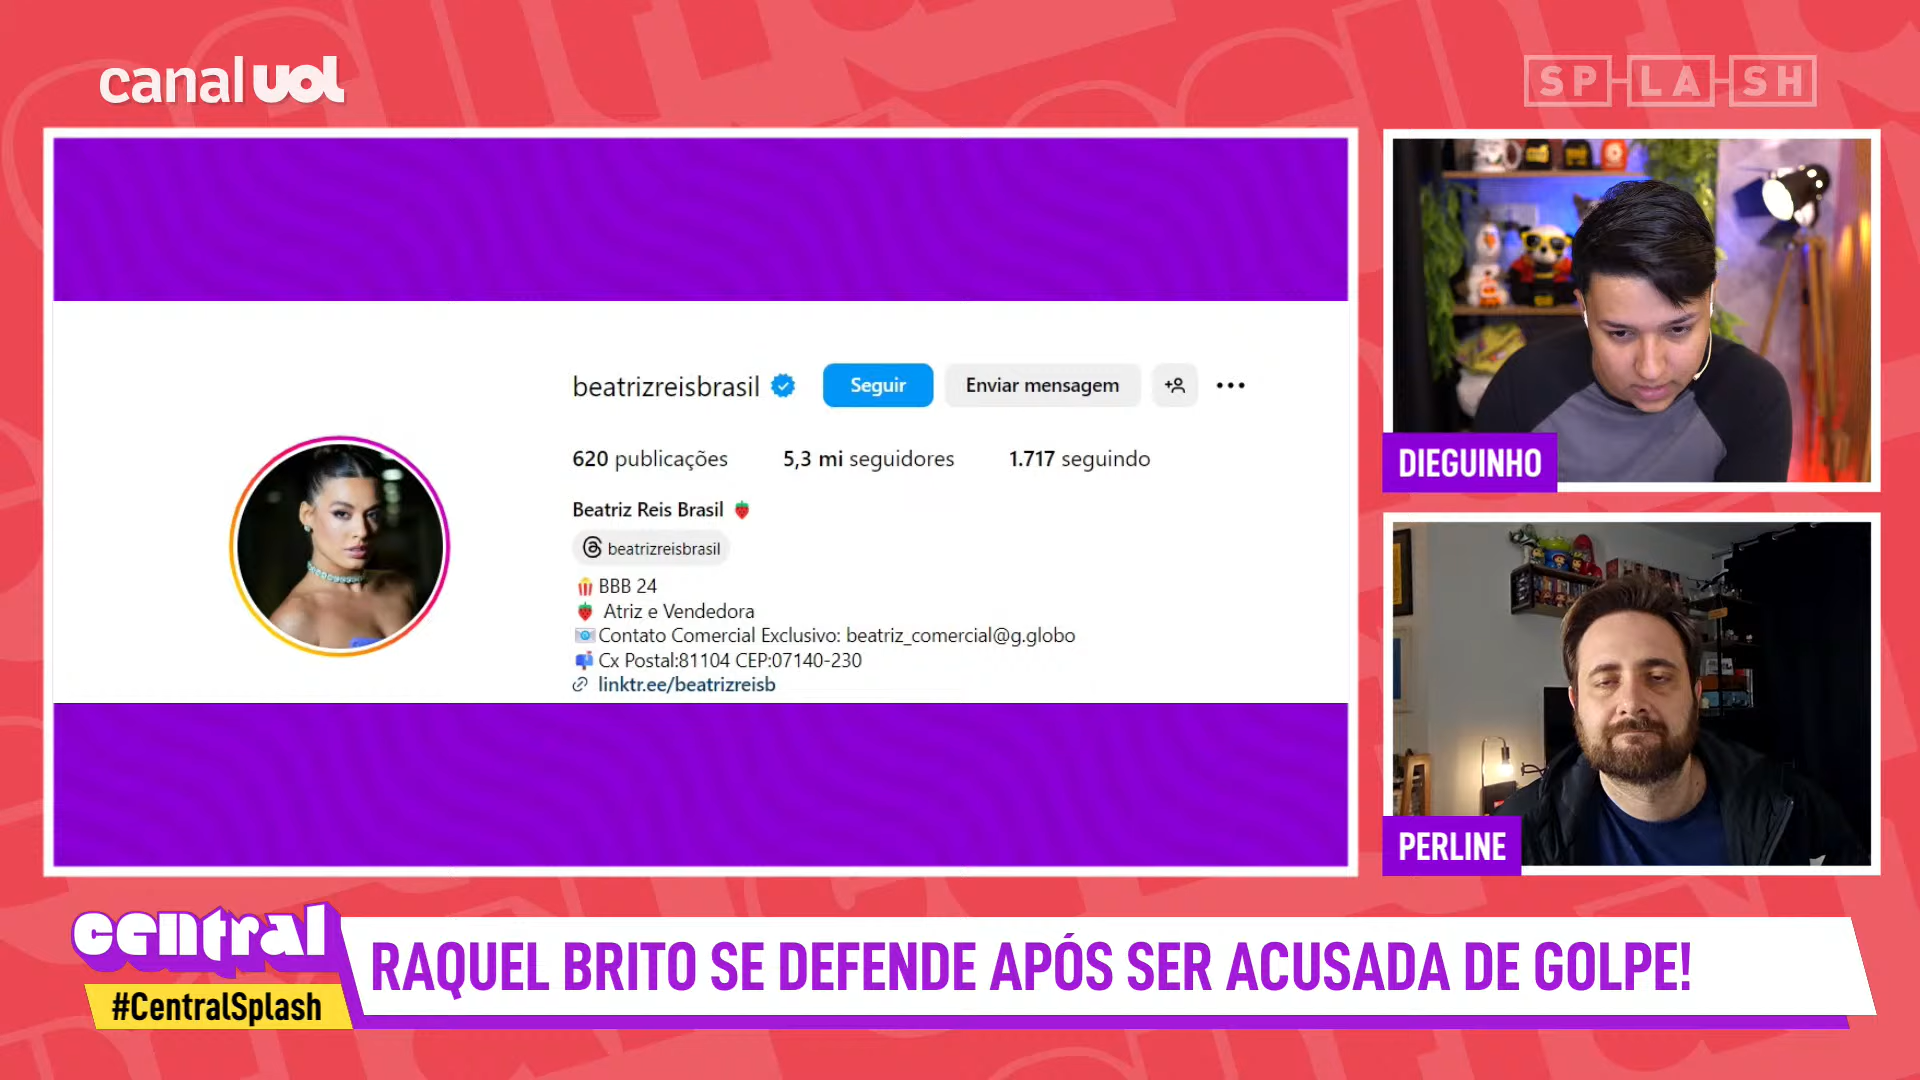 canal UOL
SPLASH
beatrizreisbrasil
Seguir
Enviar mensagem
620 publicações
5,3 mi seguidores
1.717 seguindo
Beatriz Reis Brasil 🍓
beatrizreisbrasil
🍿 BBB 24
🍓 Atriz e Vendedora
📧 Contato Comercial Exclusivo: beatriz_comercial@g.globo
📬 Cx Postal:81104 CEP:07140-230
linktr.ee/beatrizreisb
DIEGUINHO
PERLINE
central
#CentralSplash
RAQUEL BRITO SE DEFENDE APÓS SER ACUSADA DE GOLPE!